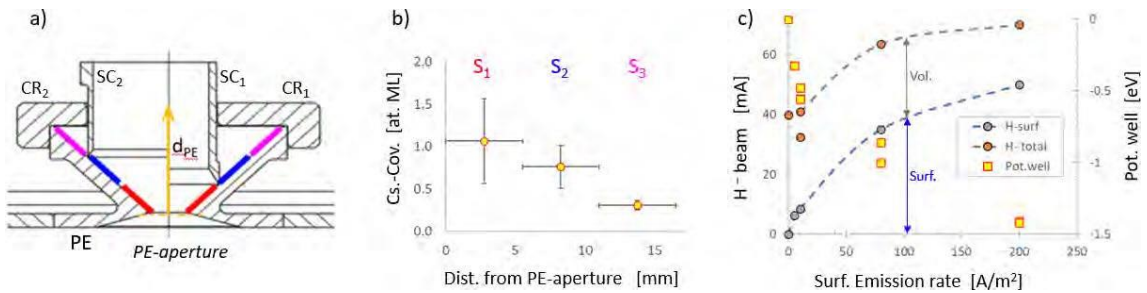 a)
SC₂
SC₁
CR₂
CR₁
dPE
PE
PE-aperture
b)
Cs.-Cov. [at. ML]
2.0
1.5
1.0
0.5
0.0
S₁
S₂
S₃
0
5
10
15
Dist. from PE-aperture [mm]
c)
H⁻ beam [mA]
60
40
20
0
Vol.
Surf.
H-surf
H- total
Pot.well
0
-0.5
-1
-1.5
Pot. well [eV]
0
50
100
150
200
250
Surf. Emission rate [A/m²]